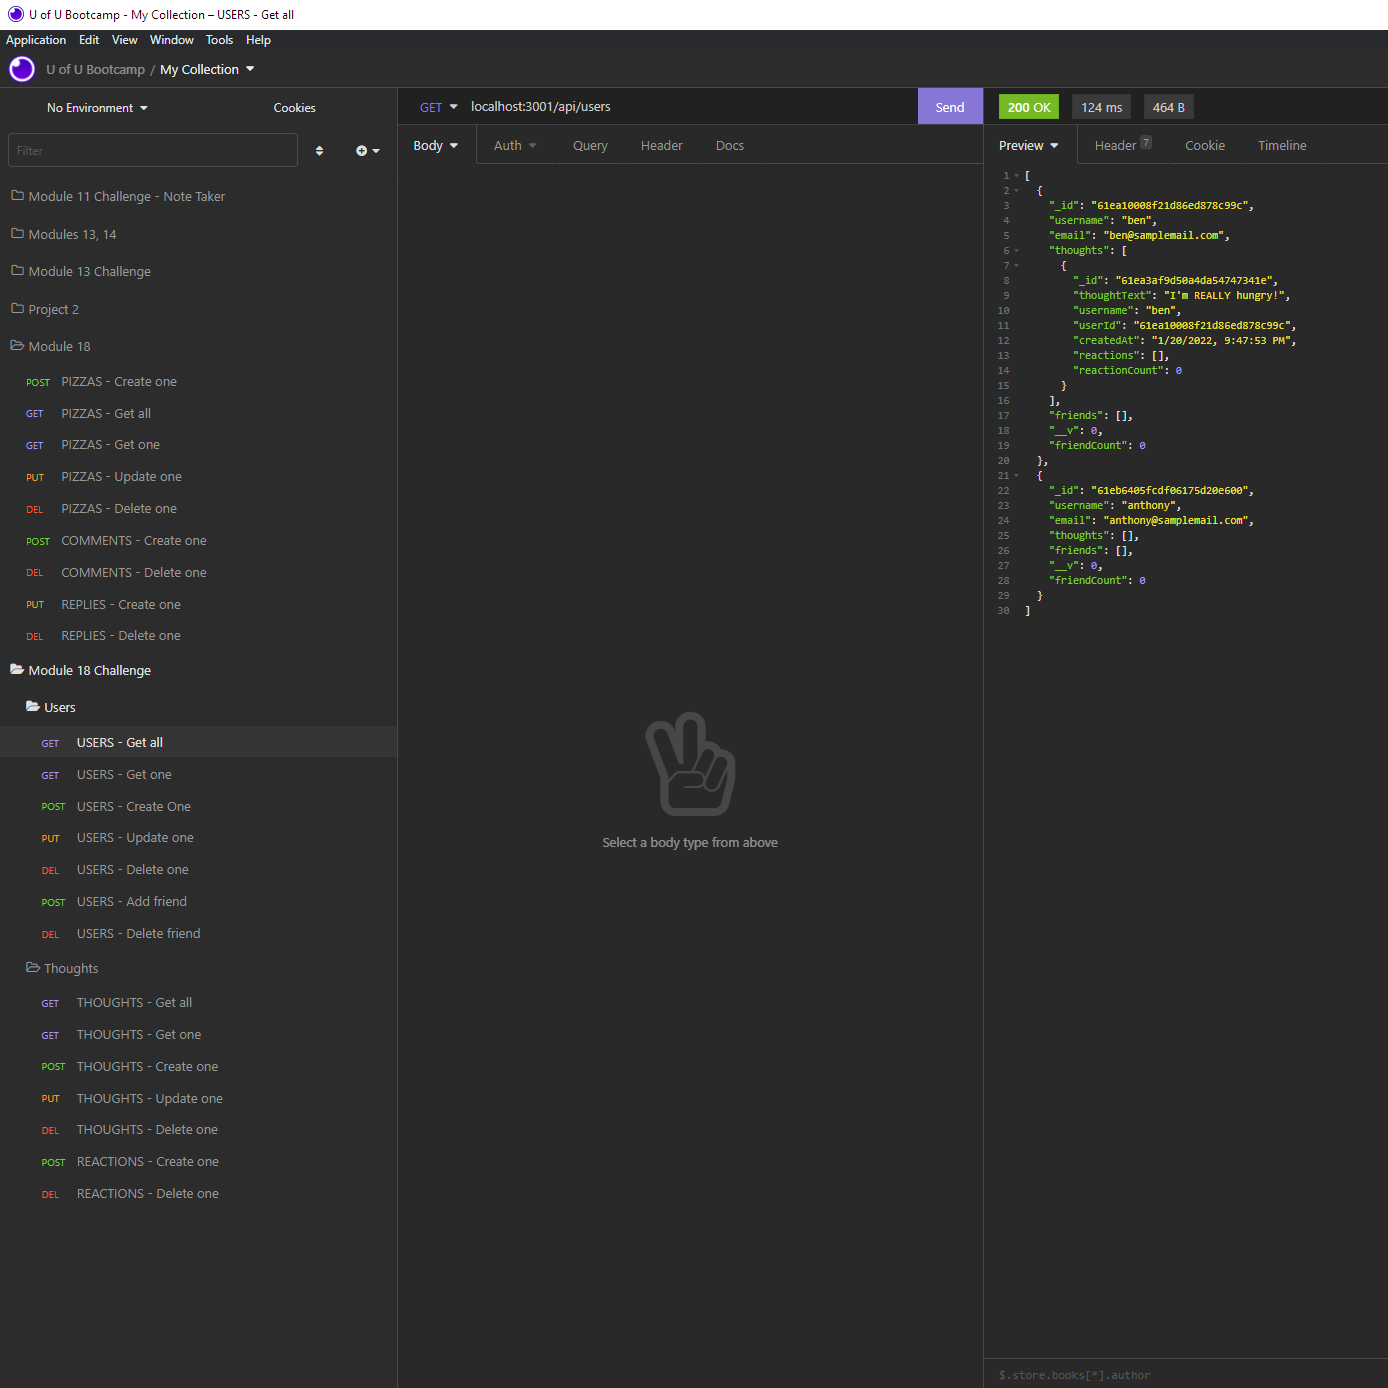 U of U Bootcamp - My Collection – USERS - Get all
Application Edit View Window Tools Help
U of U Bootcamp / My Collection
No Environment Cookies
Filter
Module 11 Challenge - Note Taker
Modules 13, 14
Module 13 Challenge
Project 2
Module 18
POST PIZZAS - Create one
GET PIZZAS - Get all
GET PIZZAS - Get one
PUT PIZZAS - Update one
DEL PIZZAS - Delete one
POST COMMENTS - Create one
DEL COMMENTS - Delete one
PUT REPLIES - Create one
DEL REPLIES - Delete one
Module 18 Challenge
Users
GET USERS - Get all
GET USERS - Get one
POST USERS - Create One
PUT USERS - Update one
DEL USERS - Delete one
POST USERS - Add friend
DEL USERS - Delete friend
Thoughts
GET THOUGHTS - Get all
GET THOUGHTS - Get one
POST THOUGHTS - Create one
PUT THOUGHTS - Update one
DEL THOUGHTS - Delete one
POST REACTIONS - Create one
DEL REACTIONS - Delete one
GET localhost:3001/api/users Send
Body Auth Query Header Docs
Select a body type from above
200 OK 124 ms 464 B
Preview Header 7 Cookie Timeline
1 [
2 {
3 "_id": "61ea10008f21d86ed878c99c",
4 "username": "ben",
5 "email": "ben@samplemail.com",
6 "thoughts": [
7 {
8 "_id": "61ea3af9d50a4da54747341e",
9 "thoughtText": "I'm REALLY hungry!",
10 "username": "ben",
11 "userId": "61ea10008f21d86ed878c99c",
12 "createdAt": "1/20/2022, 9:47:53 PM",
13 "reactions": [],
14 "reactionCount": 0
15 }
16 ],
17 "friends": [],
18 "__v": 0,
19 "friendCount": 0
20 },
21 {
22 "_id": "61eb6405fcdf06175d20e600",
23 "username": "anthony",
24 "email": "anthony@samplemail.com",
25 "thoughts": [],
26 "friends": [],
27 "__v": 0,
28 "friendCount": 0
29 }
30 ]
$.store.books[*].author